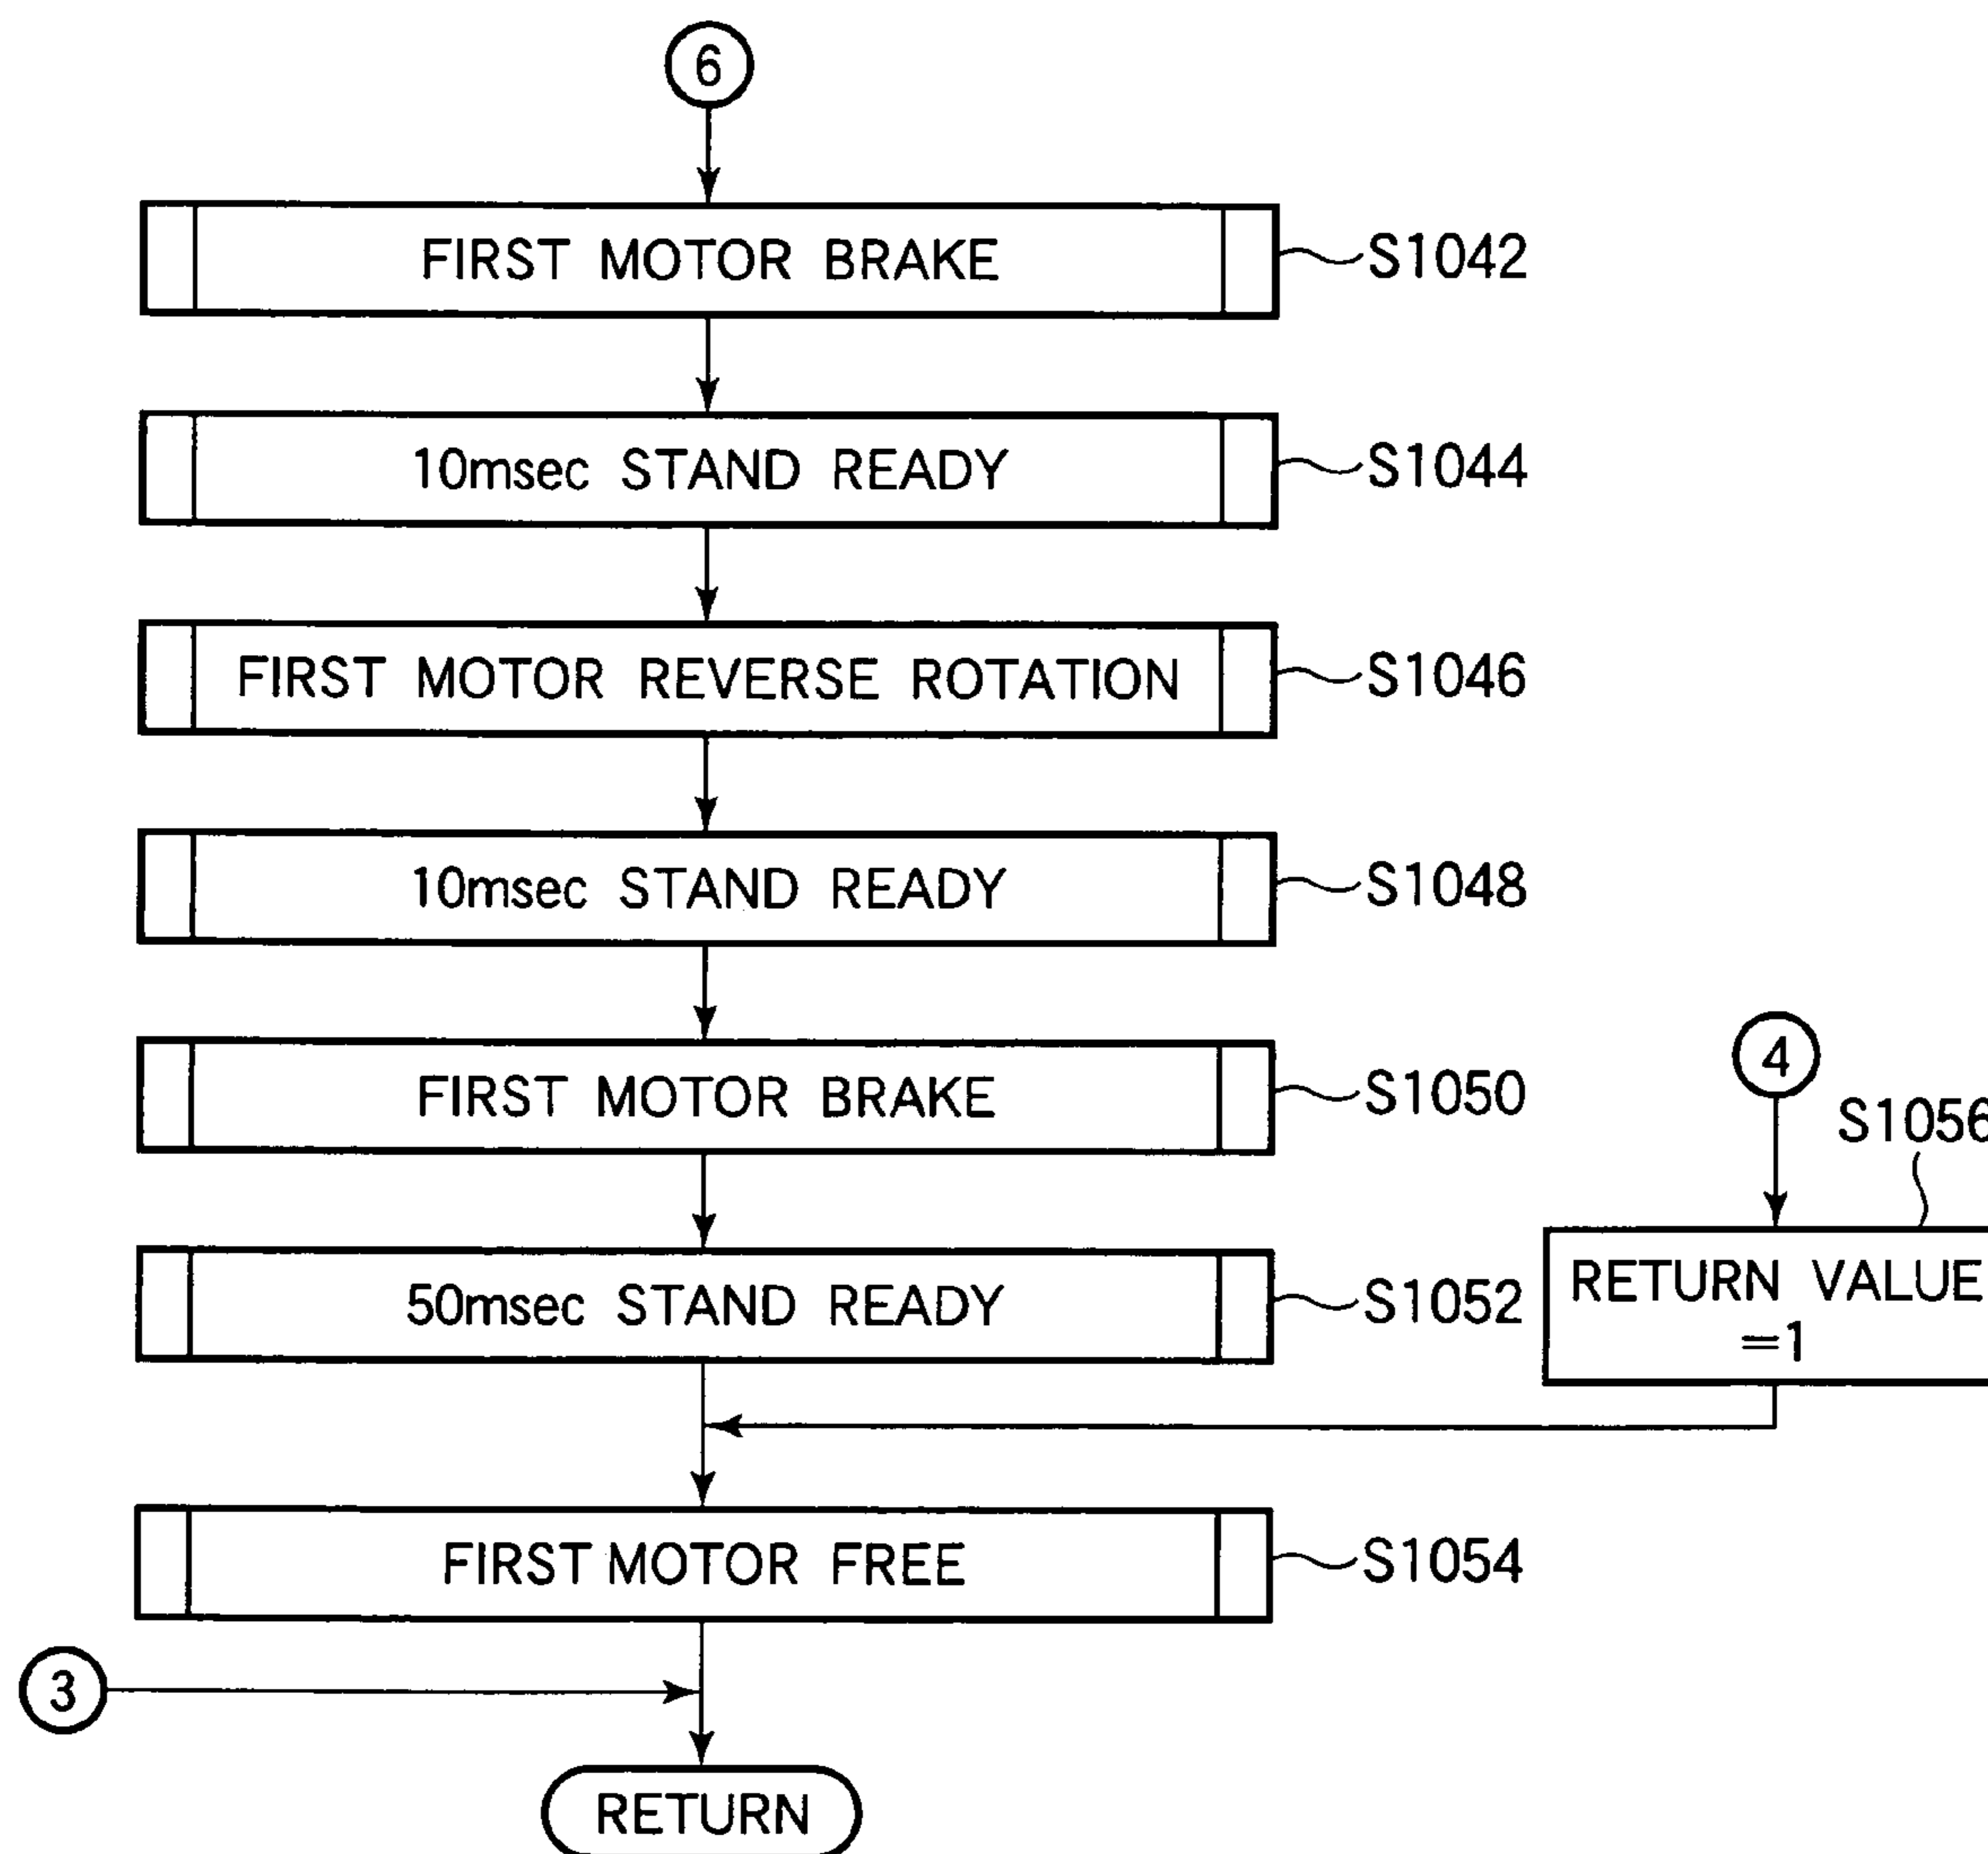 6
FIRST MOTOR BRAKE
S1042
10msec STAND READY
S1044
FIRST MOTOR REVERSE ROTATION
S1046
10msec STAND READY
S1048
FIRST MOTOR BRAKE
S1050
4
S1056
50msec STAND READY
S1052
RETURN VALUE
=1
FIRST MOTOR FREE
S1054
3
RETURN